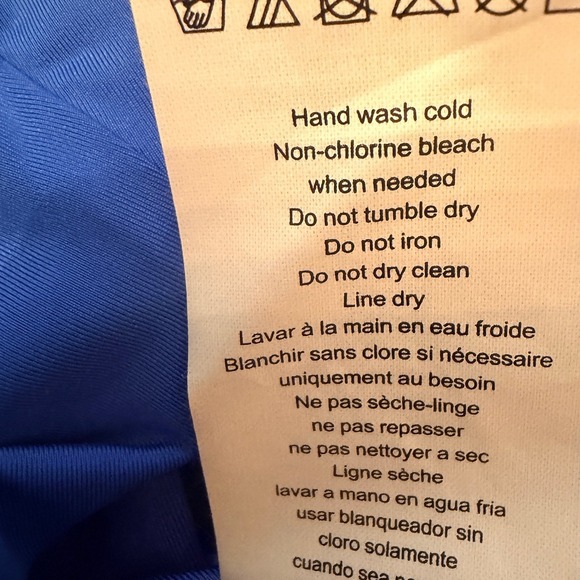 Hand wash cold
Non-chlorine bleach
when needed
Do not tumble dry
Do not iron
Do not dry clean
Line dry
Lavar à la main en eau froide
Blanchir sans clore si nécessaire
uniquement au besoin
Ne pas sèche-linge
ne pas repasser
ne pas nettoyer a sec
Ligne sèche
lavar a mano en agua fria
usar blanqueador sin
cloro solamente
cuando sea